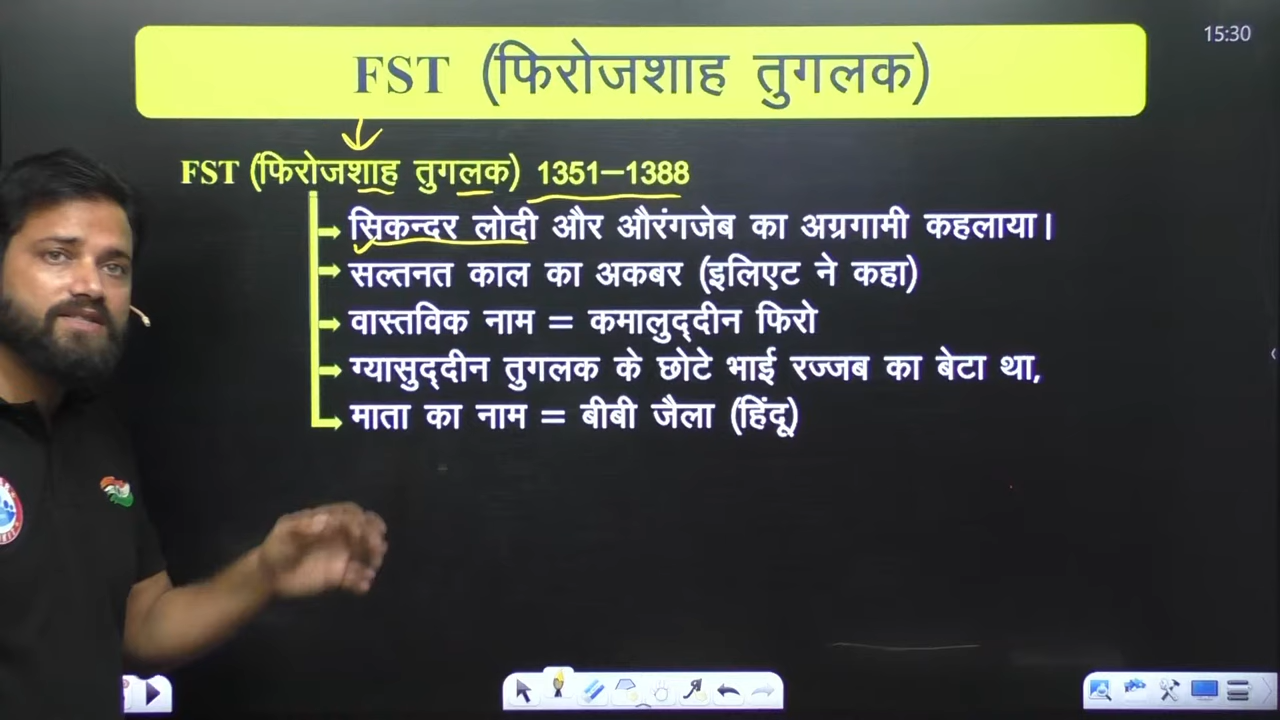 15:30
FST (फिरोजशाह तुगलक)
FST (फिरोजशाह तुगलक) 1351–1388
सिकन्दर लोदी और औरंगजेब का अग्रगामी कहलाया।
सल्तनत काल का अकबर (इलिएट ने कहा)
वास्तविक नाम = कमालुद्दीन फिरो
ग्यासुद्दीन तुगलक के छोटे भाई रज्जब का बेटा था,
माता का नाम = बीबी जैला (हिंदू)